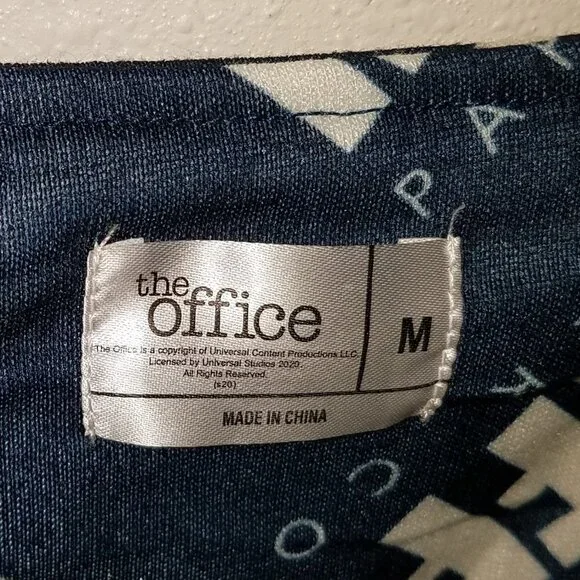 the
office
The Office is a copyright of Universal Content Productions LLC.
Licensed by Universal Studios 2020.
All Rights Reserved.
(s20)
M
MADE IN CHINA
P A P
C O